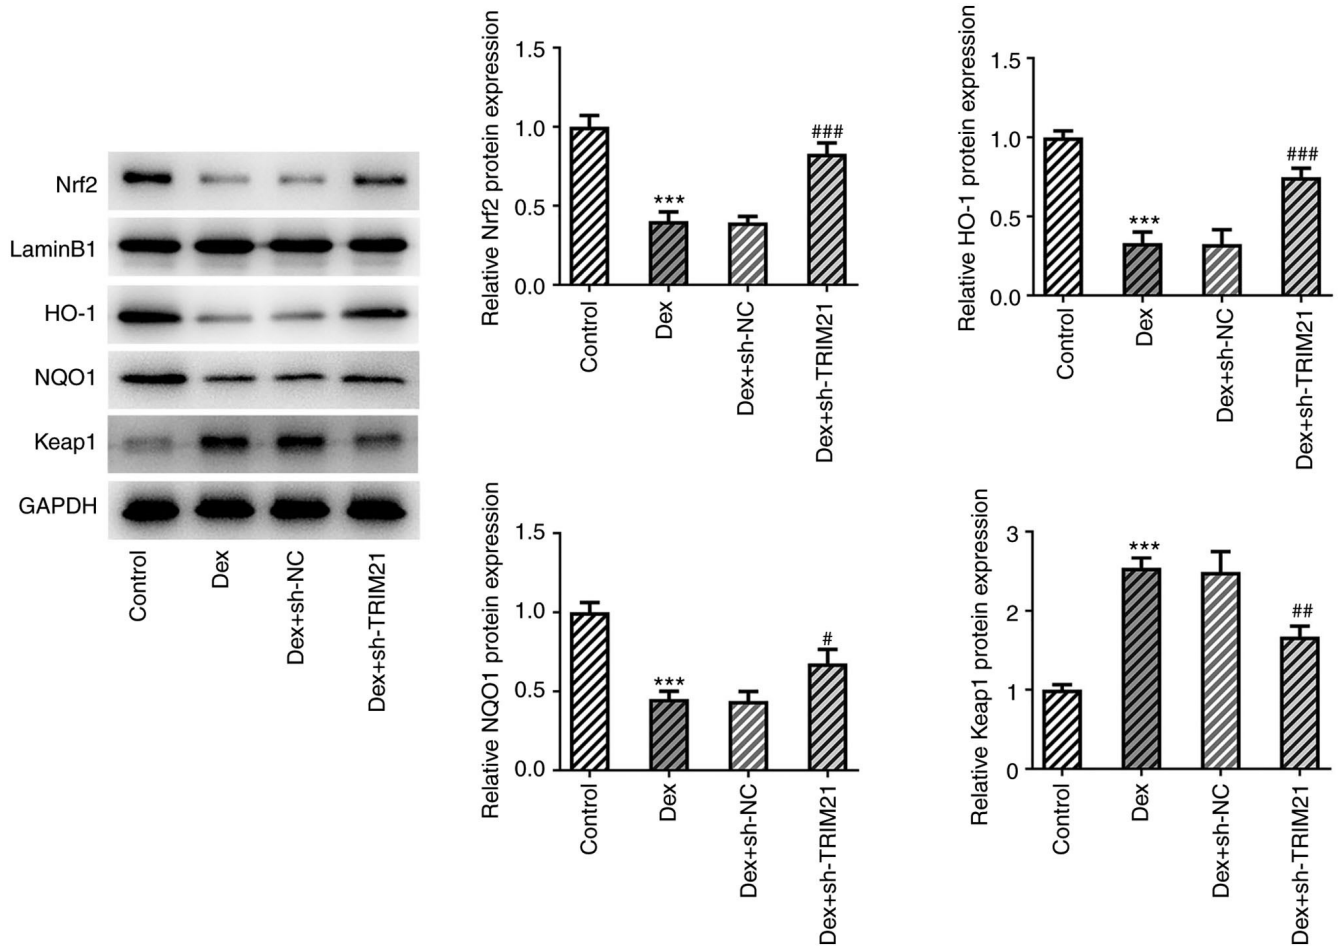 Nrf2
LaminB1
HO-1
NQO1
Keap1
GAPDH
Control
Dex
Dex+sh-NC
Dex+sh-TRIM21
Relative Nrf2 protein expression
1.5
1.0
0.5
0.0
***
###
Control
Dex
Dex+sh-NC
Dex+sh-TRIM21
Relative HO-1 protein expression
1.5
1.0
0.5
0.0
***
###
Control
Dex
Dex+sh-NC
Dex+sh-TRIM21
Relative NQO1 protein expression
1.5
1.0
0.5
0.0
***
#
Control
Dex
Dex+sh-NC
Dex+sh-TRIM21
Relative Keap1 protein expression
3
2
1
0
***
##
Control
Dex
Dex+sh-NC
Dex+sh-TRIM21